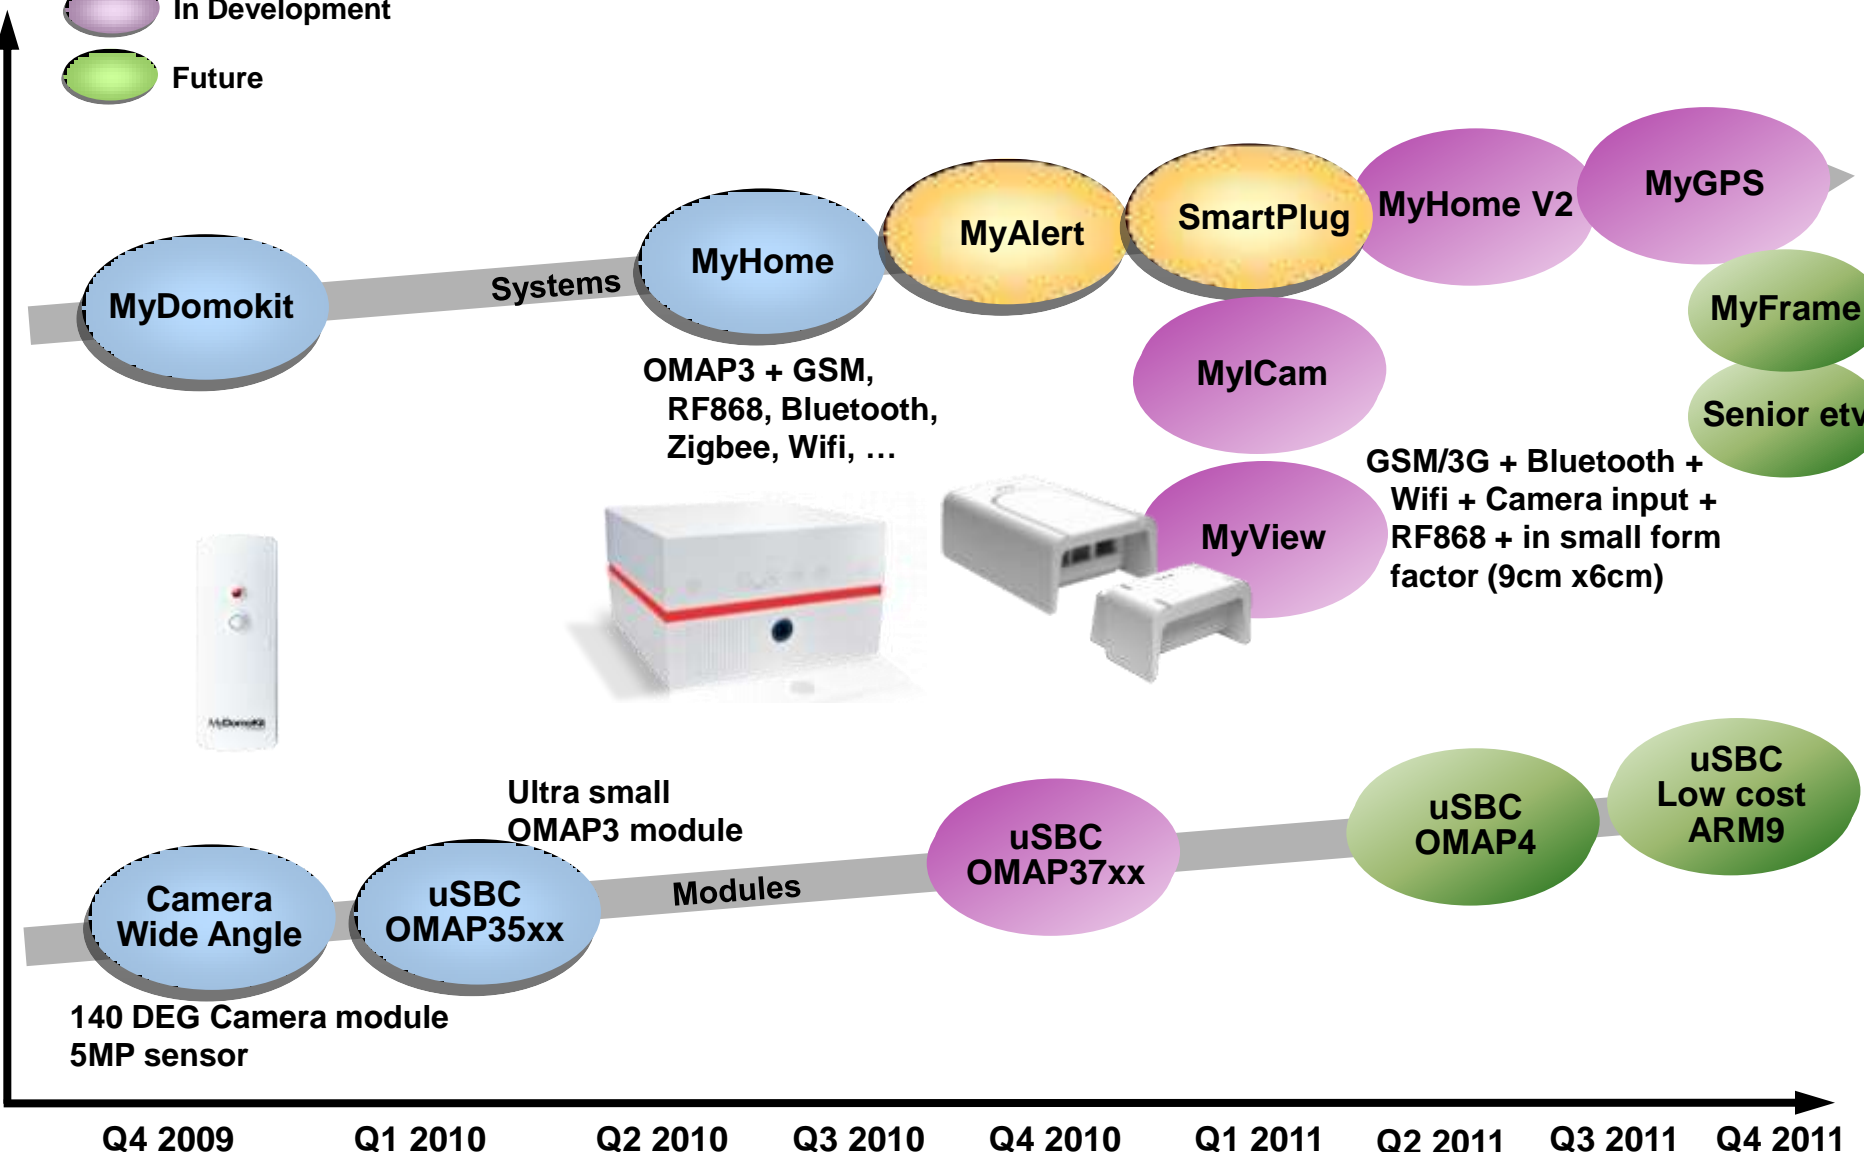 In Development
Future
MyGPS
MyHome V2
SmartPlug
MyAlert
MyHome
Systems
MyDomokit
MyFrame
MyICam
Senior etv
OMAP3 + GSM,
RF868, Bluetooth,
Zigbee, Wifi, …
GSM/3G + Bluetooth +
Wifi + Camera input +
RF868 + in small form
factor (9cm x6cm)
MyView
MyDomoKit
Ultra small
OMAP3 module
uSBC
Low cost
ARM9
uSBC
OMAP4
uSBC
OMAP37xx
Modules
uSBC
OMAP35xx
Camera
Wide Angle
140 DEG Camera module
5MP sensor
Q4 2009
Q1 2010
Q2 2010
Q3 2010
Q4 2010
Q1 2011
Q2 2011
Q3 2011
Q4 2011